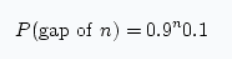 P(gap of n) = 0.9ⁿ0.1